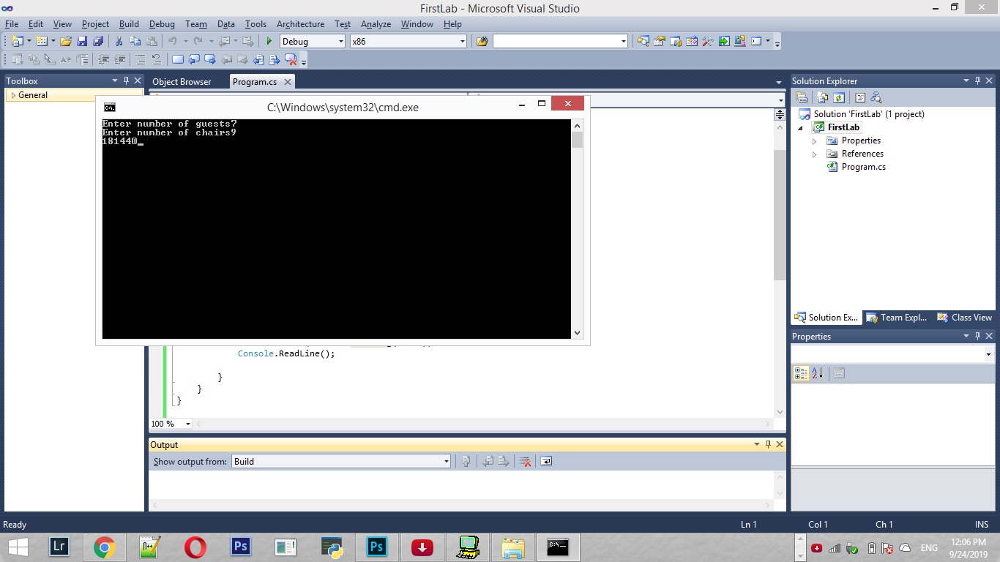 FirstLab - Microsoft Visual Studio
File Edit View Project Build Debug Team Data Tools Architecture Test Analyze Window Help
Debug x86
Toolbox
General
Object Browser Program.cs
C:\Windows\system32\cmd.exe
Enter number of guests7
Enter number of chairs9
181440_
Console.ReadLine();
}
}
}
100 %
Output
Show output from: Build
Solution Explorer
Solution 'FirstLab' (1 project)
FirstLab
Properties
References
Program.cs
Solution Ex... Team Expl... Class View
Properties
Ready Ln 1 Col 1 Ch 1 INS
Lr Ps Ps
ENG
12:06 PM
9/24/2019